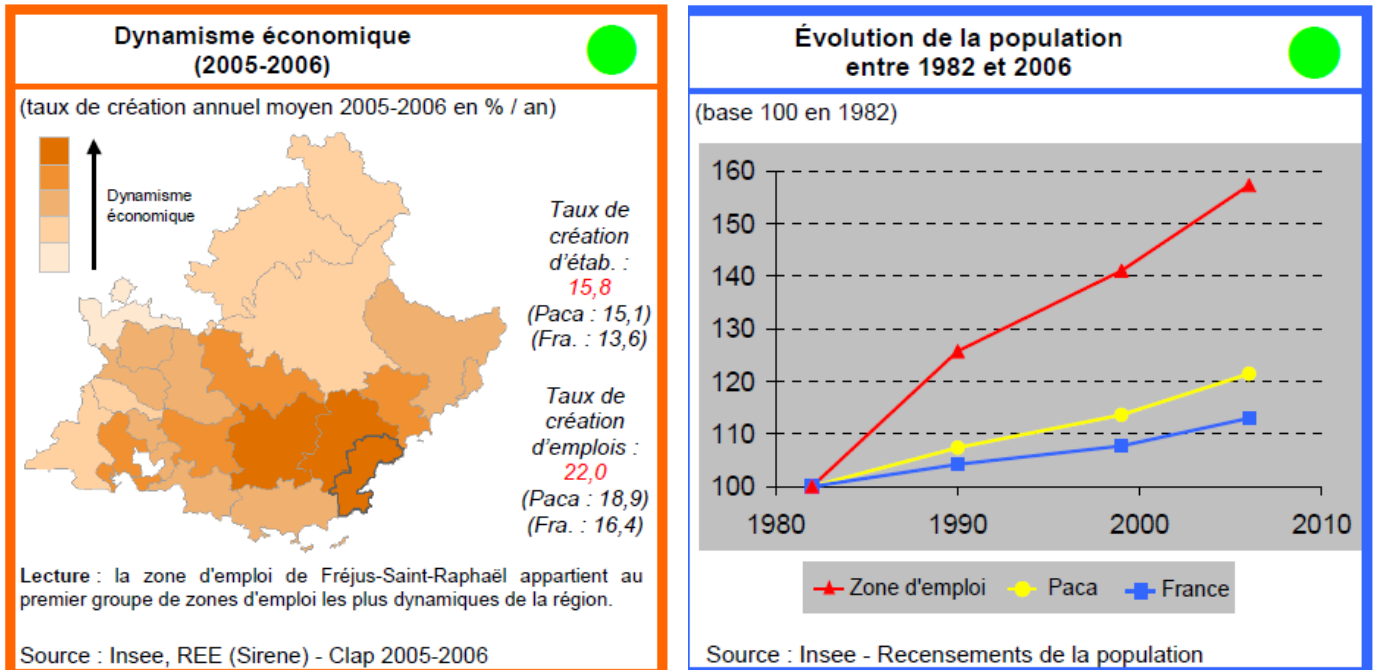 Dynamisme économique
(2005-2006)
(taux de création annuel moyen 2005-2006 en % / an)
Dynamisme
économique
Taux de
création
d'étab. :
15,8
(Paca : 15,1)
(Fra. : 13,6)
Taux de
création
d'emplois :
22,0
(Paca : 18,9)
(Fra. : 16,4)
Lecture : la zone d'emploi de Fréjus-Saint-Raphaël appartient au
premier groupe de zones d'emploi les plus dynamiques de la région.
Source : Insee, REE (Sirene) - Clap 2005-2006
Évolution de la population
entre 1982 et 2006
(base 100 en 1982)
160
150
140
130
120
110
100
1980 1990 2000 2010
Zone d'emploi Paca France
Source : Insee - Recensements de la population